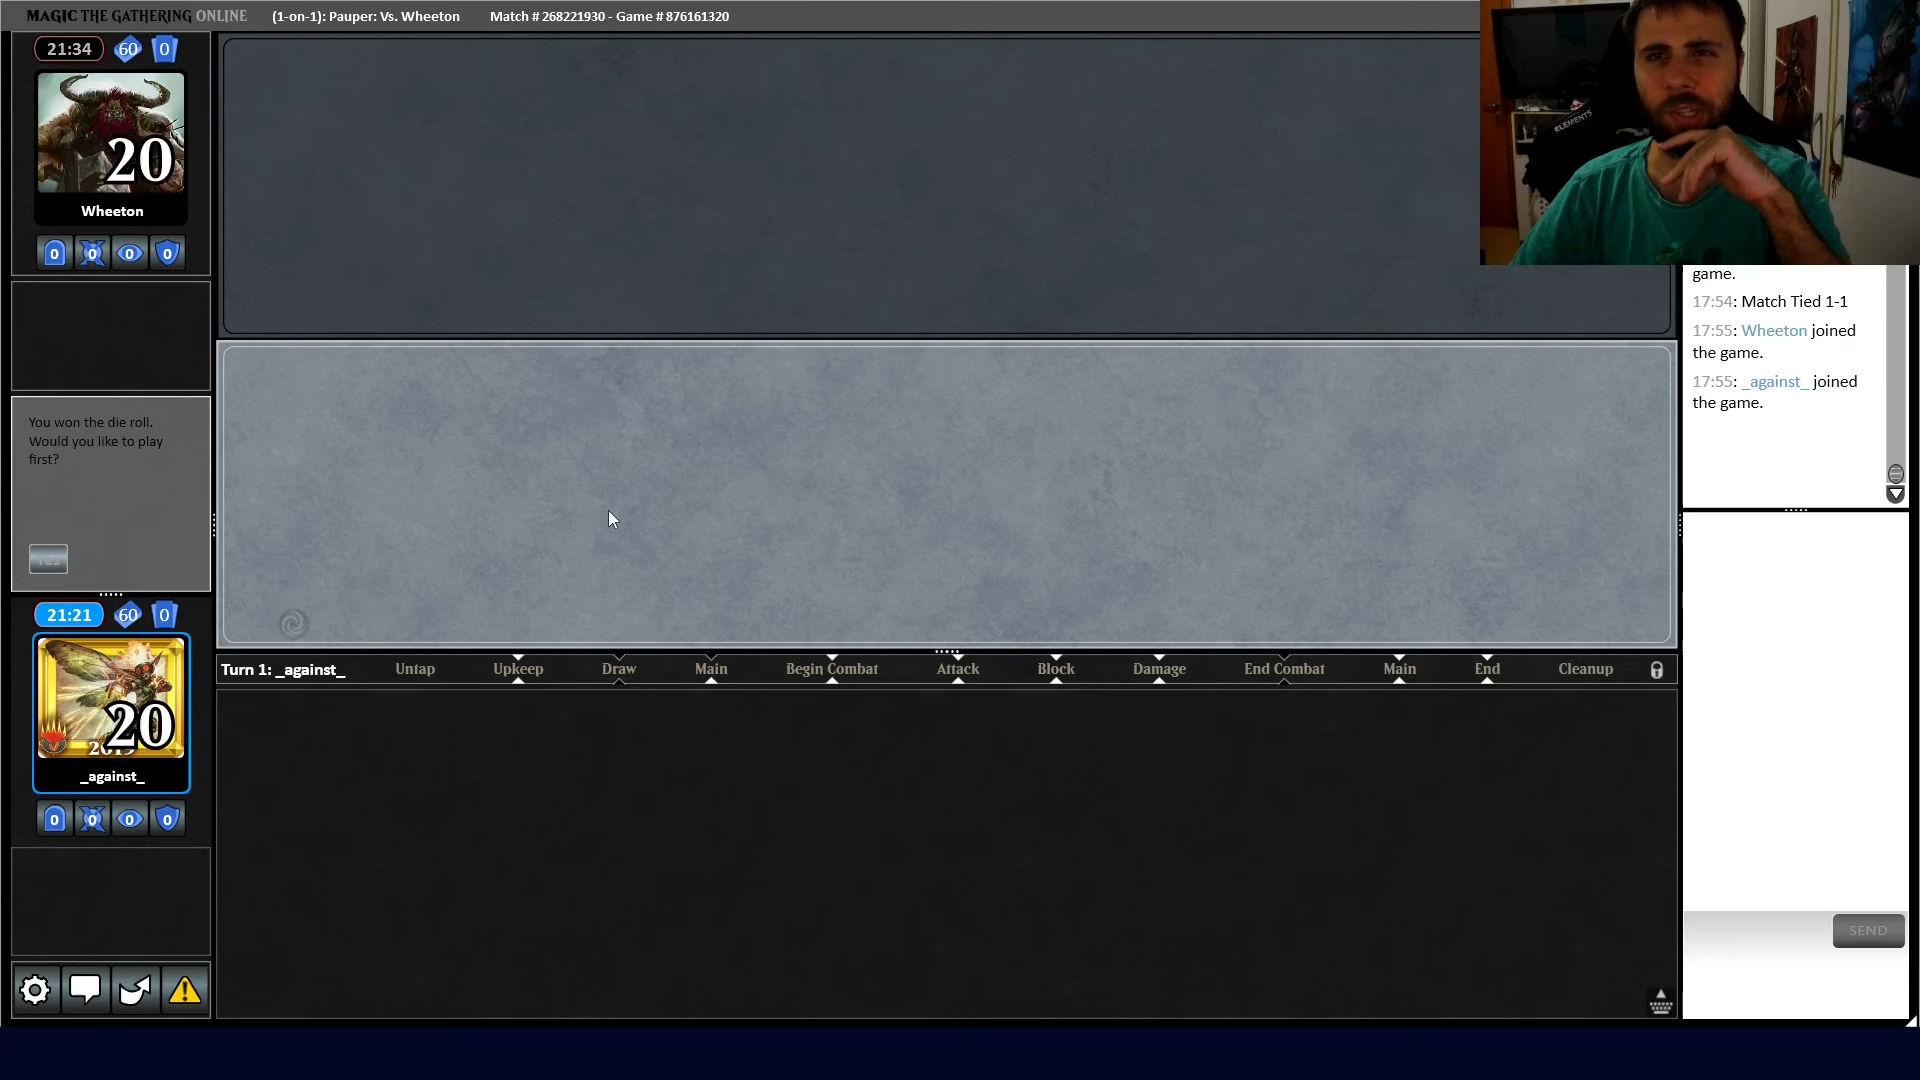 MAGIC THE GATHERING ONLINE
(1-on-1): Pauper: Vs. Wheeton
Match # 268221930 - Game # 876161320
21:34
60
0
20
Wheeton
0
0
0
0
ELEMENTS
game.
17:54: Match Tied 1-1
17:55: Wheeton joined
the game.
17:55: _against_ joined
the game.
You won the die roll.
Would you like to play
first?
Yes
21:21
60
0
20
2019
_against_
0
0
0
0
Turn 1: _against_
Untap
Upkeep
Draw
Main
Begin Combat
Attack
Block
Damage
End Combat
Main
End
Cleanup
SEND